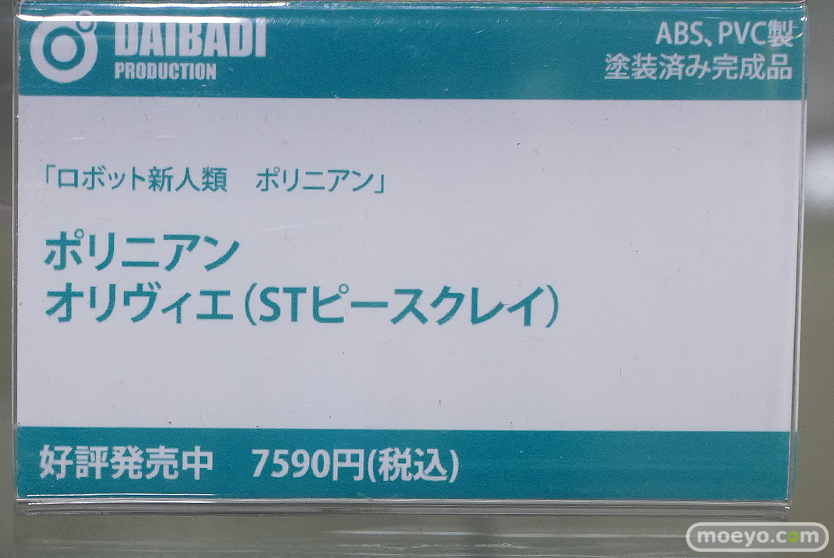 DAIBADI
PRODUCTION
ABS、PVC製
塗装済み完成品
「ロボット新人類　ポリニアン」
ポリニアン
オリヴィエ（STピースクレイ）
好評発売中　7590円(税込)
moeyo.com